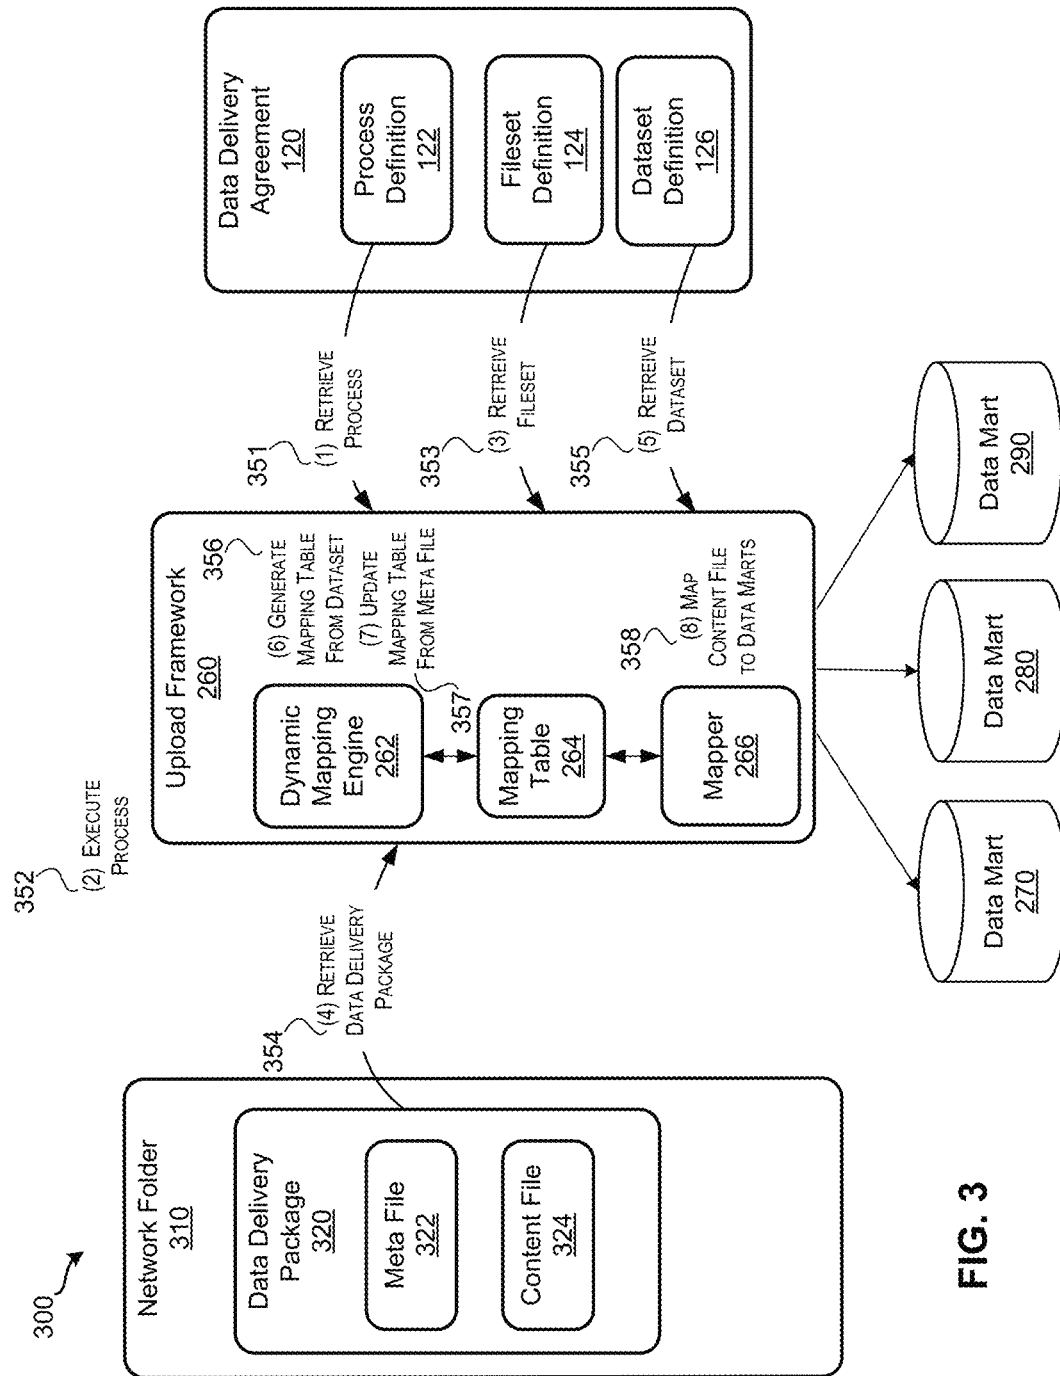 300
Network Folder
310
Data Delivery
Package
320
Meta File
322
Content File
324
354
(4) RETRIEVE
DATA DELIVERY
PACKAGE
352
(2) EXECUTE
PROCESS
Upload Framework
260
Dynamic
Mapping
Engine
262
356
(6) GENERATE
MAPPING TABLE
FROM DATASET
(7) UPDATE
MAPPING TABLE
FROM META FILE
357
Mapping
Table
264
358
(8) MAP
CONTENT FILE
TO DATA MARTS
Mapper
266
351
(1) RETRIEVE
PROCESS
353
(3) RETREIVE
FILESET
355
(5) RETREIVE
DATASET
Data Delivery
Agreement
120
Process
Definition
122
Fileset
Definition
124
Dataset
Definition
126
Data Mart
270
Data Mart
280
Data Mart
290
FIG. 3